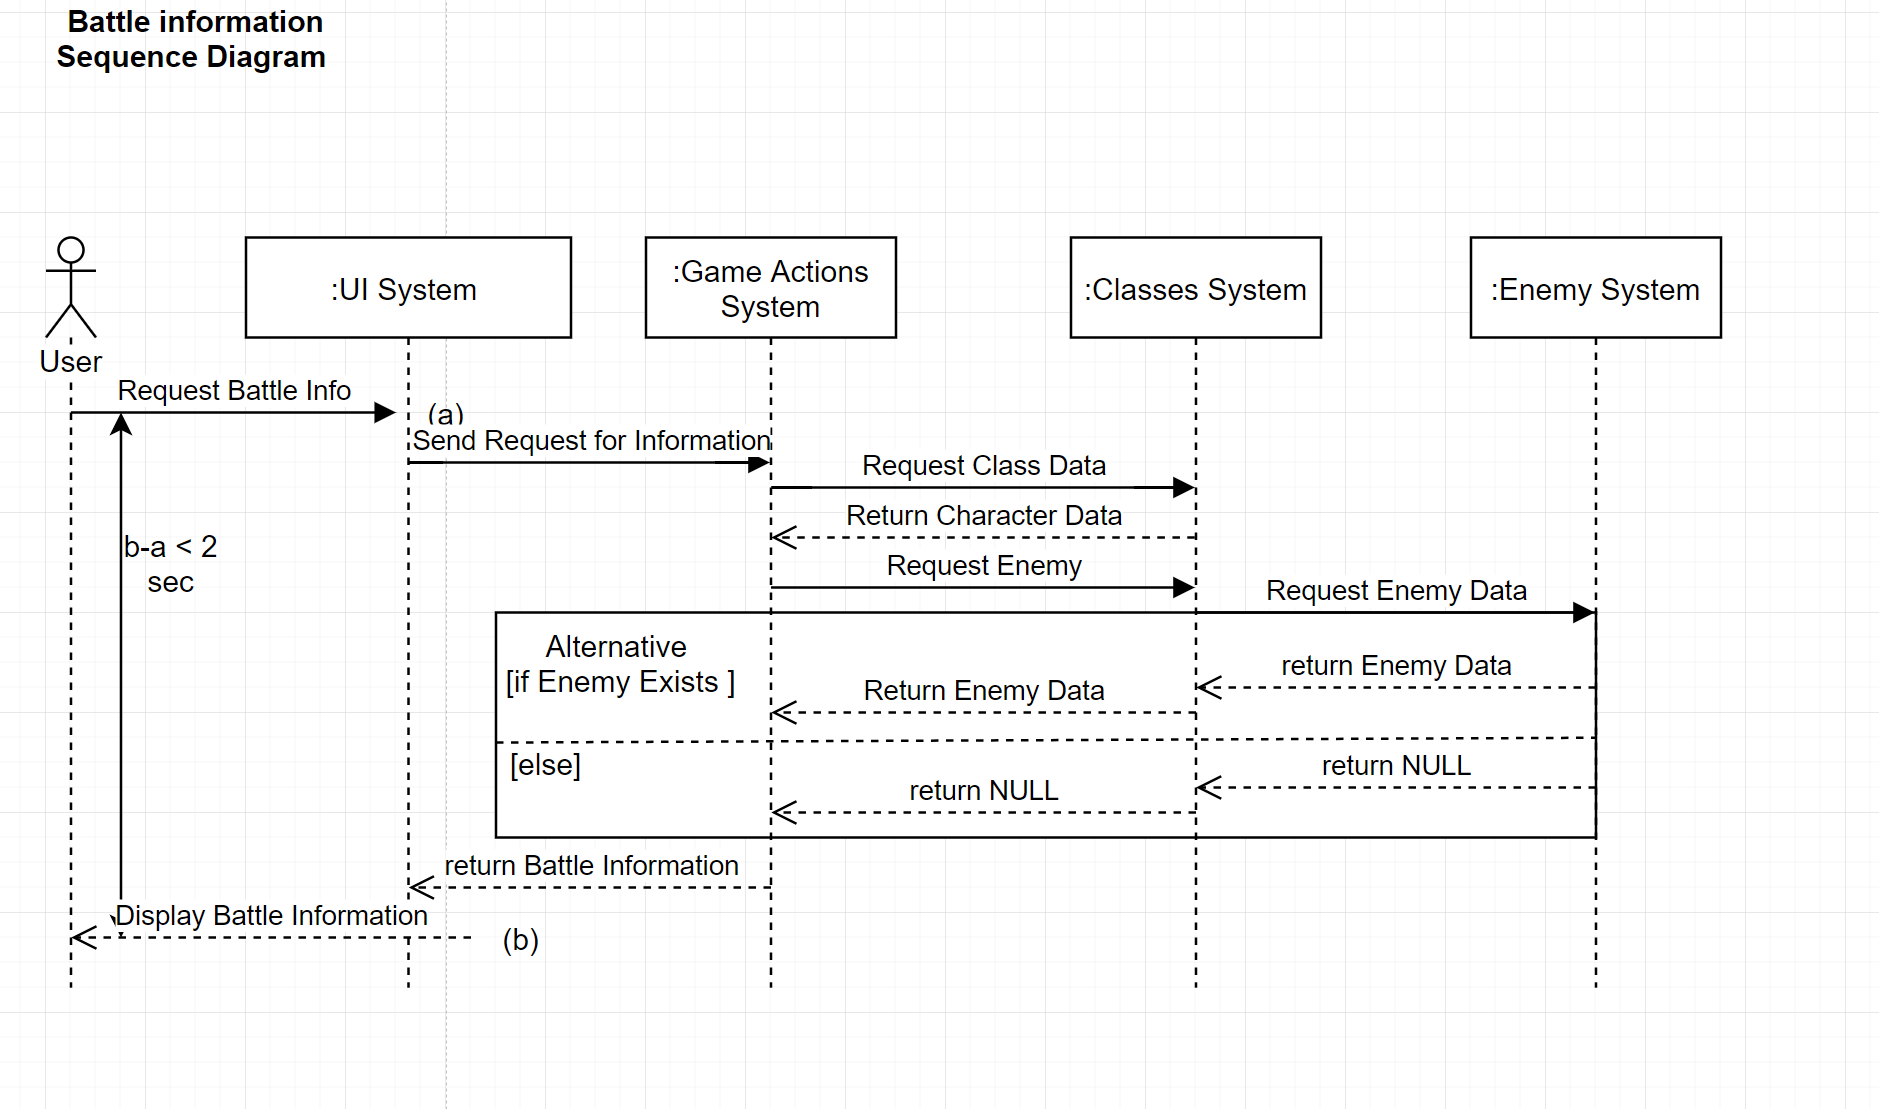 Battle information
Sequence Diagram
:UI System
:Game Actions
System
:Classes System
:Enemy System
User
Request Battle Info
(a)
Send Request for Information
Request Class Data
Return Character Data
b-a < 2
sec
Request Enemy
Request Enemy Data
Alternative
[if Enemy Exists ]
return Enemy Data
Return Enemy Data
[else]
return NULL
return NULL
return Battle Information
Display Battle Information
(b)